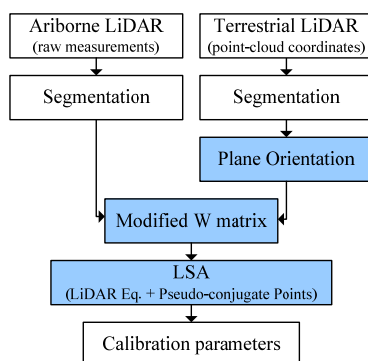 Ariborne LiDAR
(raw measurements)
Terrestrial LiDAR
(point-cloud coordinates)
Segmentation
Segmentation
Plane Orientation
Modified W matrix
LSA
(LiDAR Eq. + Pseudo-conjugate Points)
Calibration parameters